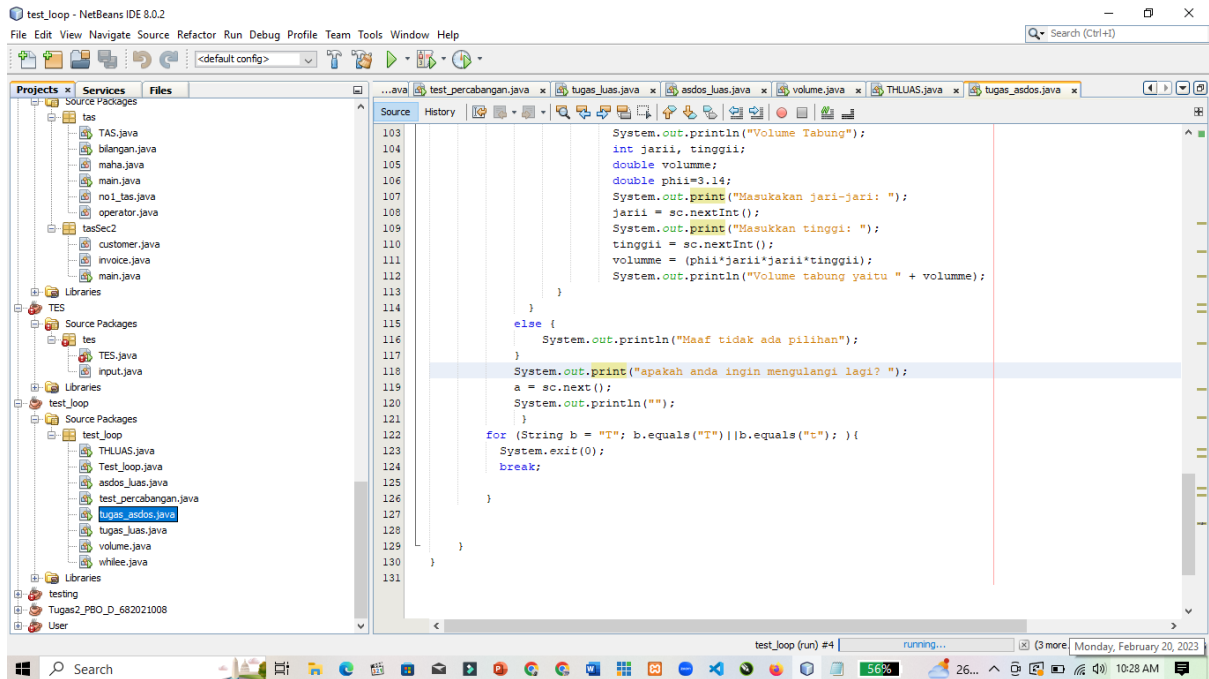 test_loop - NetBeans IDE 8.0.2
File Edit View Navigate Source Refactor Run Debug Profile Team Tools Window Help
Search (Ctrl+I)
<default config>
Projects × Services Files
...ava test_percabangan.java × tugas_luas.java × asdos_luas.java × volume.java × THLUAS.java × tugas_asdos.java ×
Source History
Source Packages
tas
TAS.java
bilangan.java
maha.java
main.java
no1_tas.java
operator.java
tasSec2
customer.java
invoice.java
main.java
Libraries
TES
Source Packages
tes
TES.java
input.java
Libraries
test_loop
Source Packages
test_loop
THLUAS.java
Test_loop.java
asdos_luas.java
test_percabangan.java
tugas_asdos.java
tugas_luas.java
volume.java
whilee.java
Libraries
testing
Tugas2_PBO_D_682021008
User
103 System.out.println("Volume Tabung");
104 int jarii, tinggii;
105 double volumme;
106 double phii=3.14;
107 System.out.print("Masukakan jari-jari: ");
108 jarii = sc.nextInt();
109 System.out.print("Masukkan tinggi: ");
110 tinggii = sc.nextInt();
111 volumme = (phii*jarii*jarii*tinggii);
112 System.out.println("Volume tabung yaitu " + volumme);
113 }
114 }
115 else {
116 System.out.println("Maaf tidak ada pilihan");
117 }
118 System.out.print("apakah anda ingin mengulangi lagi? ");
119 a = sc.next();
120 System.out.println("");
121 }
122 for (String b = "T"; b.equals("T")||b.equals("t"); ){
123 System.exit(0);
124 break;
125
126 }
127
128
129 }
130 }
131
test_loop (run) #4 running... (3 more
Monday, February 20, 2023
Search
56%
26...
10:28 AM